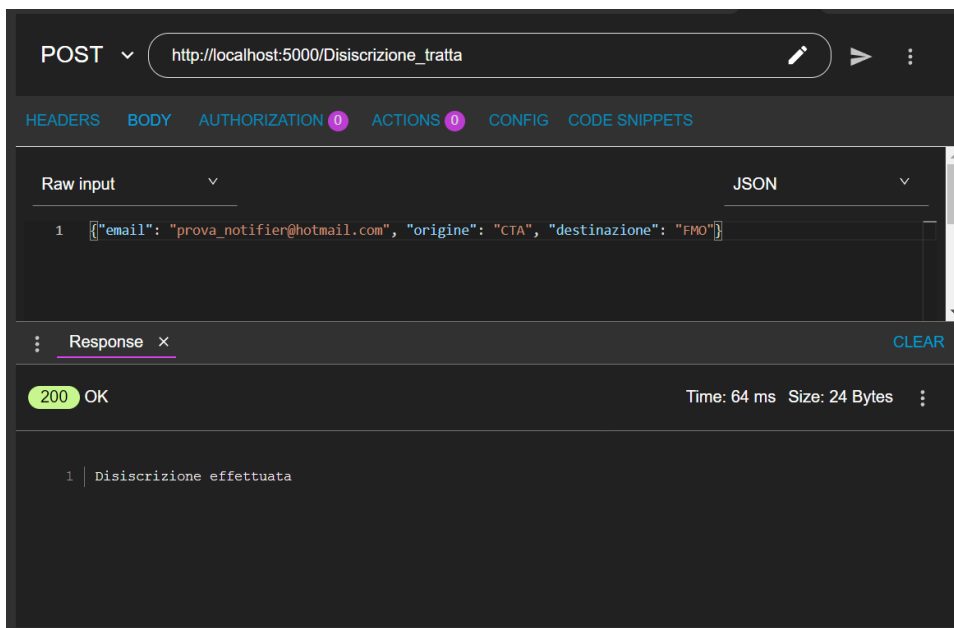 POST http://localhost:5000/Disiscrizione_tratta
HEADERS BODY AUTHORIZATION 0 ACTIONS 0 CONFIG CODE SNIPPETS
Raw input JSON
1 {"email": "prova_notifier@hotmail.com", "origine": "CTA", "destinazione": "FMO"}
Response × CLEAR
200 OK Time: 64 ms Size: 24 Bytes
1 Disiscrizione effettuata